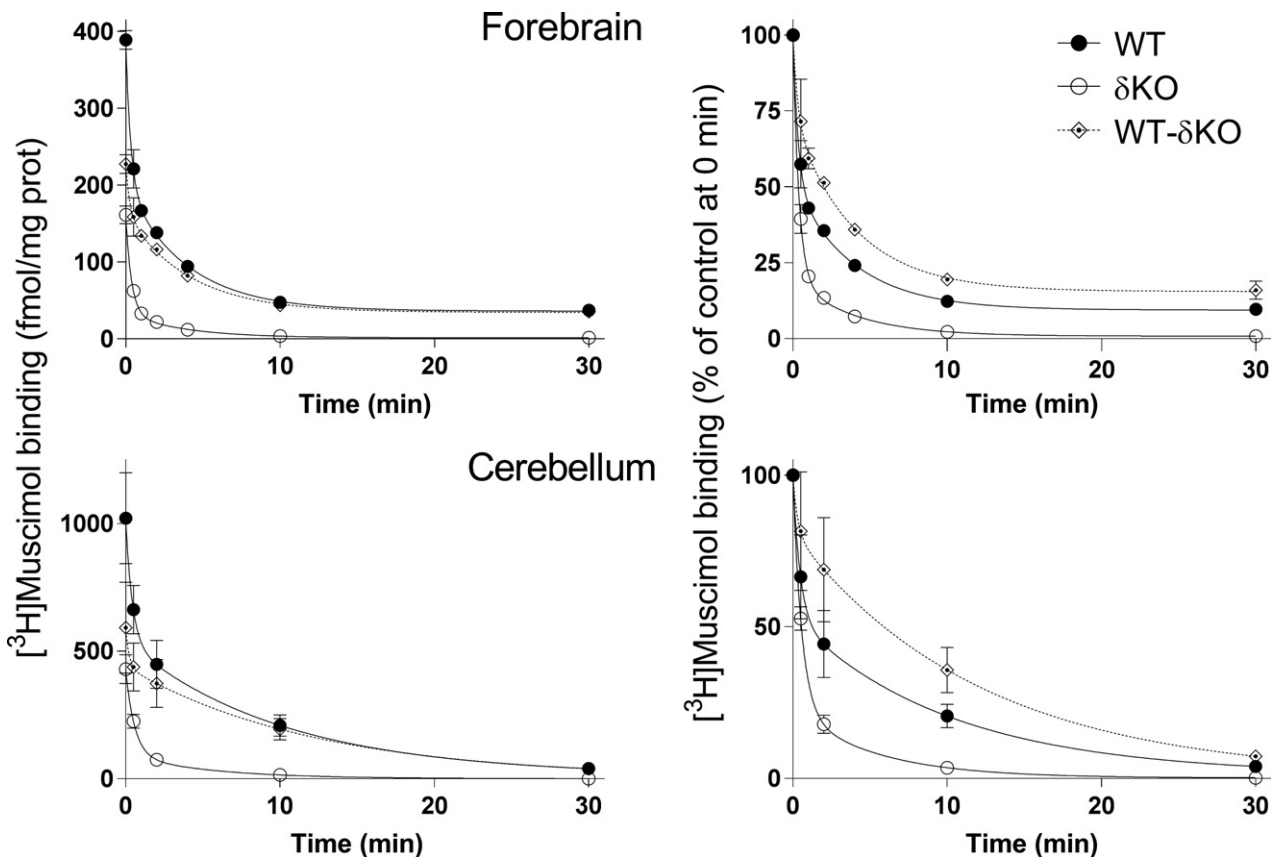 Forebrain
[³H]Muscimol binding (fmol/mg prot)
400
300
200
100
0
0 10 20 30
Time (min)
[³H]Muscimol binding (% of control at 0 min)
100
75
50
25
0
0 10 20 30
Time (min)
WT
δKO
WT-δKO
Cerebellum
1000
500
0
0 10 20 30
Time (min)
100
50
0
0 10 20 30
Time (min)